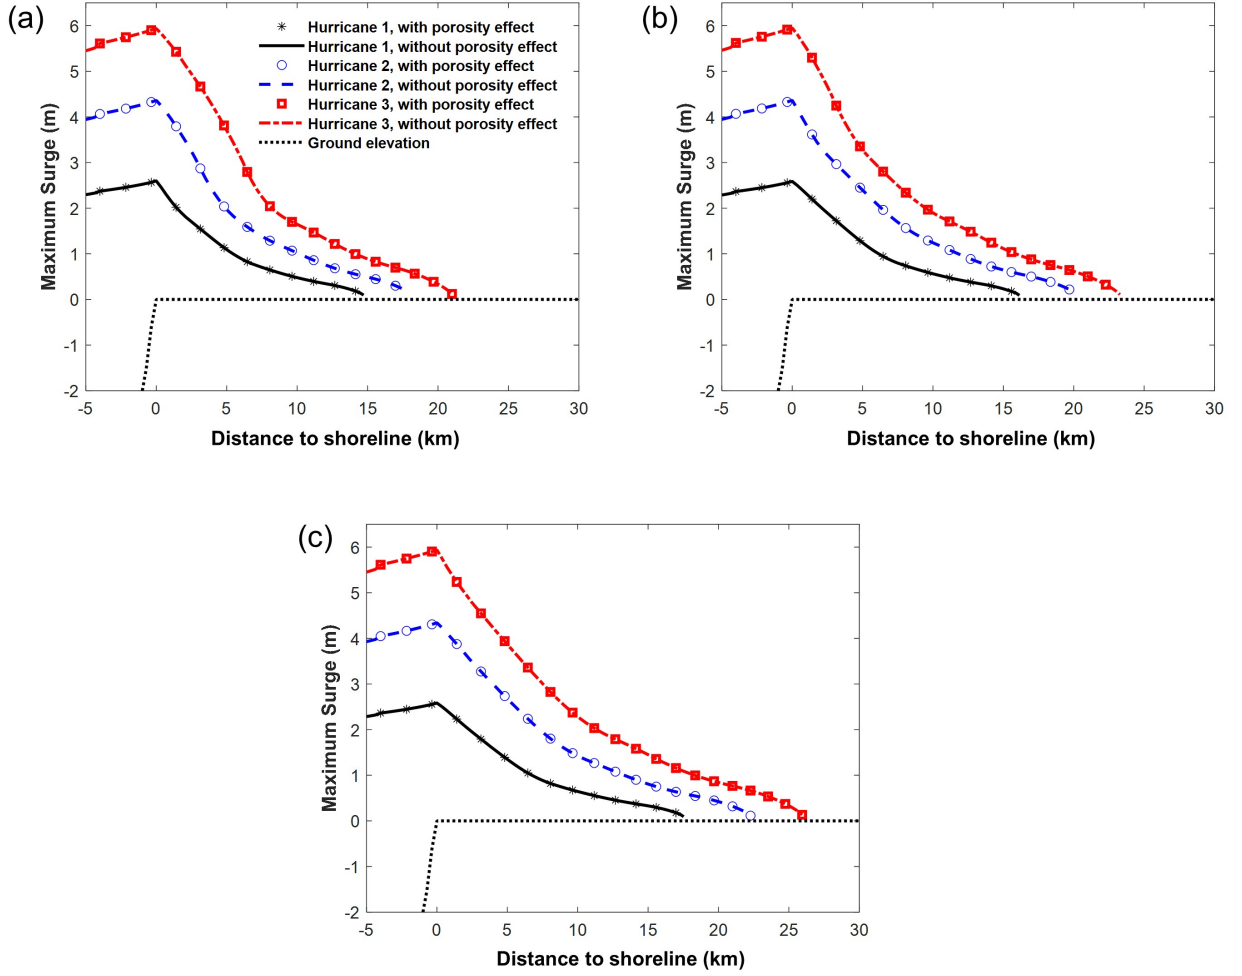 (a)
6
5
4
3
2
1
0
-1
-2
Maximum Surge (m)
Hurricane 1, with porosity effect
Hurricane 1, without porosity effect
Hurricane 2, with porosity effect
Hurricane 2, without porosity effect
Hurricane 3, with porosity effect
Hurricane 3, without porosity effect
Ground elevation
-5 0 5 10 15 20 25 30
Distance to shoreline (km)
(b)
6
5
4
3
2
1
0
-1
-2
Maximum Surge (m)
-5 0 5 10 15 20 25 30
Distance to shoreline (km)
(c)
6
5
4
3
2
1
0
-1
-2
Maximum Surge (m)
-5 0 5 10 15 20 25 30
Distance to shoreline (km)